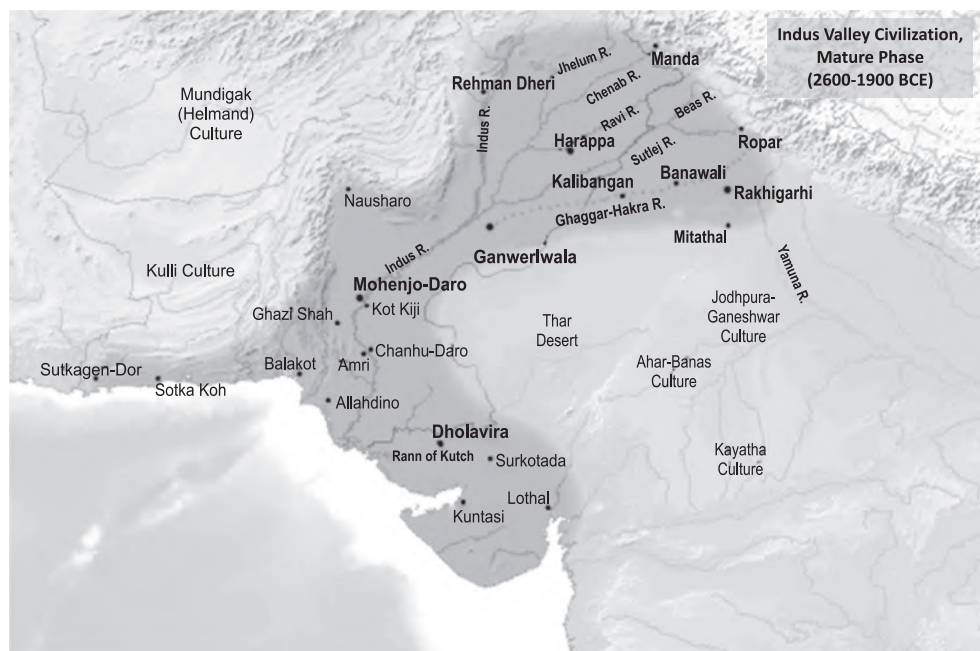 Indus Valley Civilization,
Mature Phase
(2600-1900 BCE)
Manda
Jhelum R.
Rehman Dheri
Chenab R.
Mundigak
(Helmand)
Culture
Beas R.
Indus R.
Ravi R.
Harappa
Ropar
Sutlej R.
Banawali
Kalibangan
Rakhigarhi
Nausharo
Ghaggar-Hakra R.
Mitathal
Indus R.
Ganwerlwala
Kulli Culture
Yamuna R.
Mohenjo-Daro
Kot Kiji
Jodhpura-
Ganeshwar
Culture
Ghazi Shah
Thar
Desert
Chanhu-Daro
Balakot
Amri
Ahar-Banas
Culture
Sutkagen-Dor
Sotka Koh
Allahdino
Dholavira
Rann of Kutch
Surkotada
Kayatha
Culture
Lothal
Kuntasi